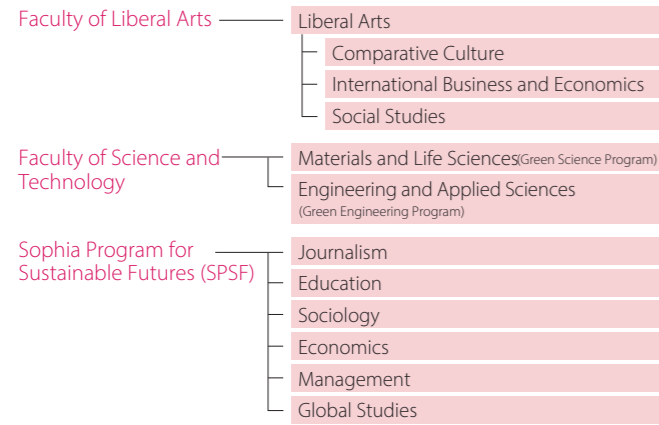 Faculty of Liberal Arts
Liberal Arts
Comparative Culture
International Business and Economics
Social Studies
Faculty of Science and
Technology
Materials and Life Sciences(Green Science Program)
Engineering and Applied Sciences
(Green Engineering Program)
Sophia Program for
Sustainable Futures (SPSF)
Journalism
Education
Sociology
Economics
Management
Global Studies